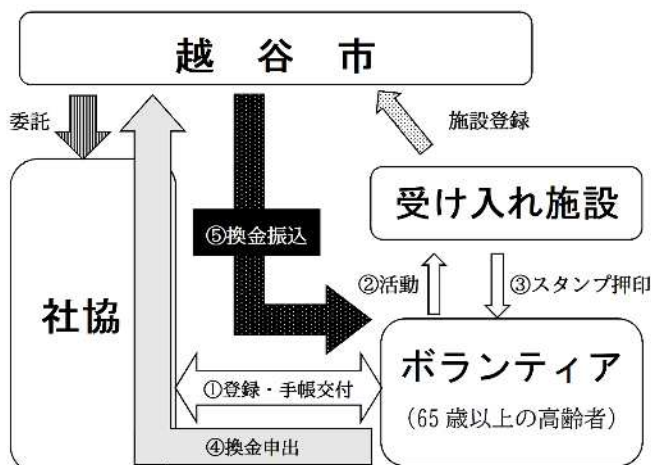 越 谷 市
委託
施設登録
受け入れ施設
⑤換金振込
②活動
③スタンプ押印
社協
ボランティア
(65 歳以上の高齢者)
①登録・手帳交付
④換金申出